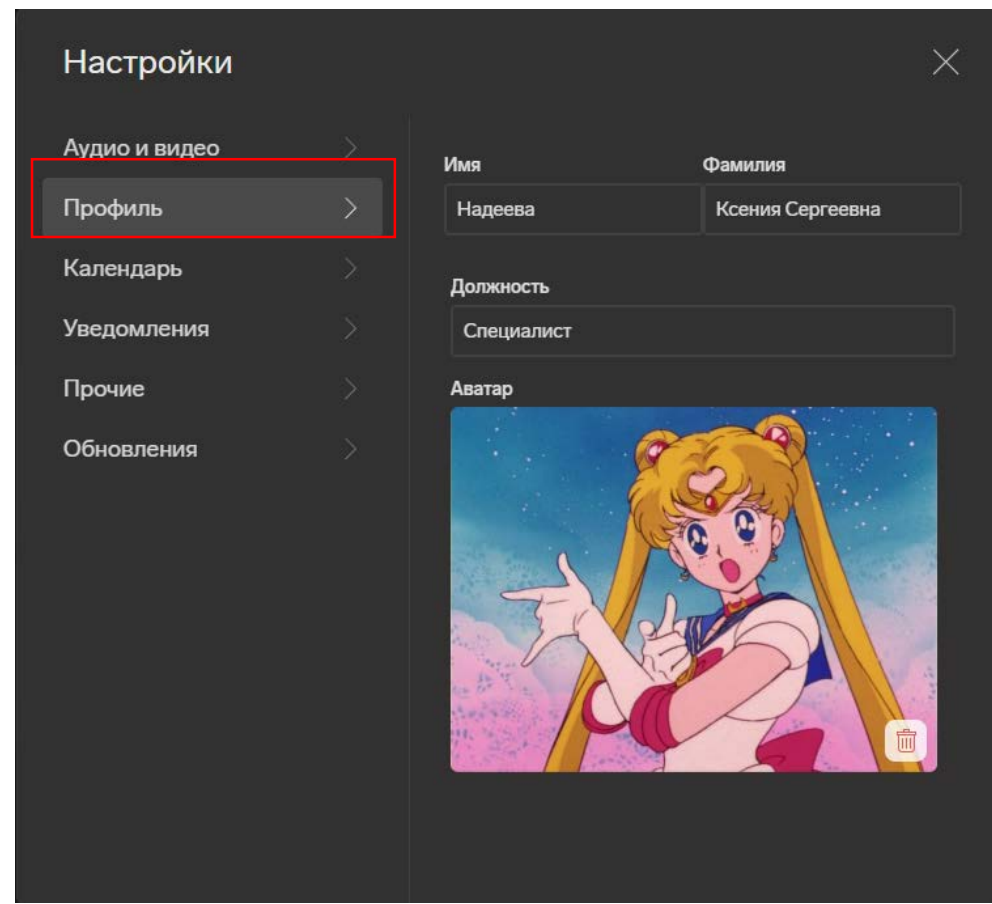 Настройки
Аудио и видео
Профиль
Календарь
Уведомления
Прочие
Обновления
Имя Фамилия
Надеева Ксения Сергеевна
Должность
Специалист
Аватар